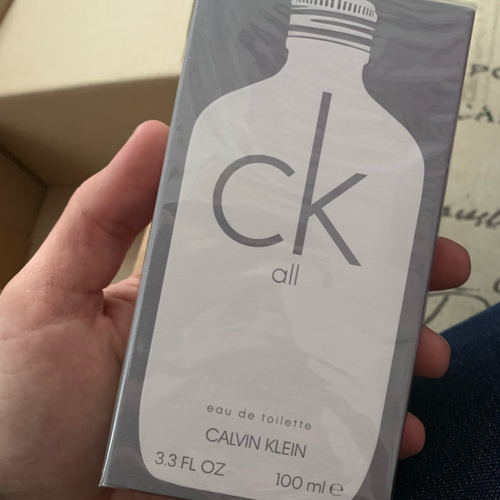 ck
all
eau de toilette
CALVIN KLEIN
3.3 FL OZ
100 ml ℮